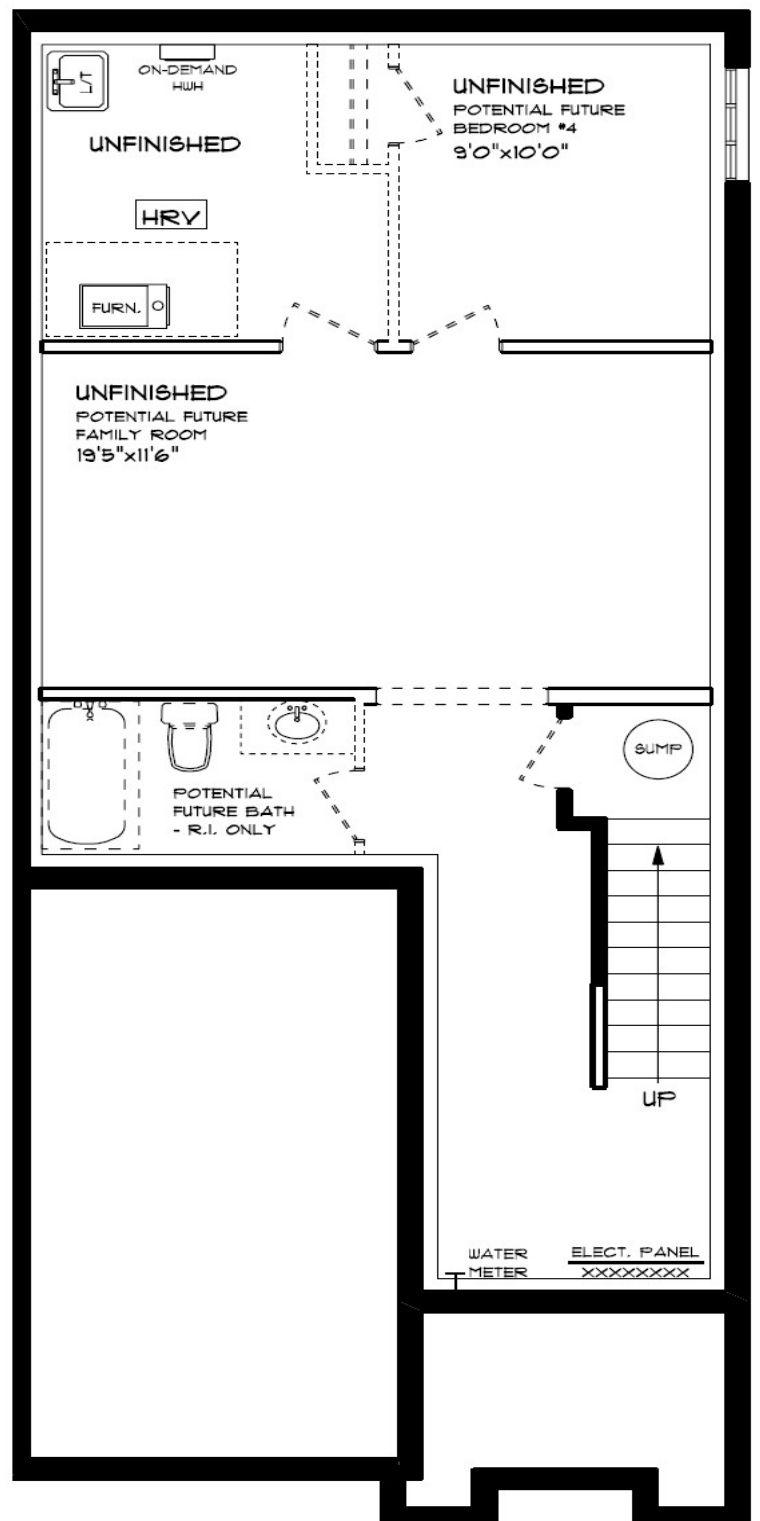 L/T
ON-DEMAND
HWH
UNFINISHED
UNFINISHED
POTENTIAL FUTURE
BEDROOM #4
9'0"x10'0"
HRV
FURN.
UNFINISHED
POTENTIAL FUTURE
FAMILY ROOM
19'5"x11'6"
SUMP
POTENTIAL
FUTURE BATH
- R.I. ONLY
UP
WATER
METER
ELECT. PANEL
XXXXXXXX